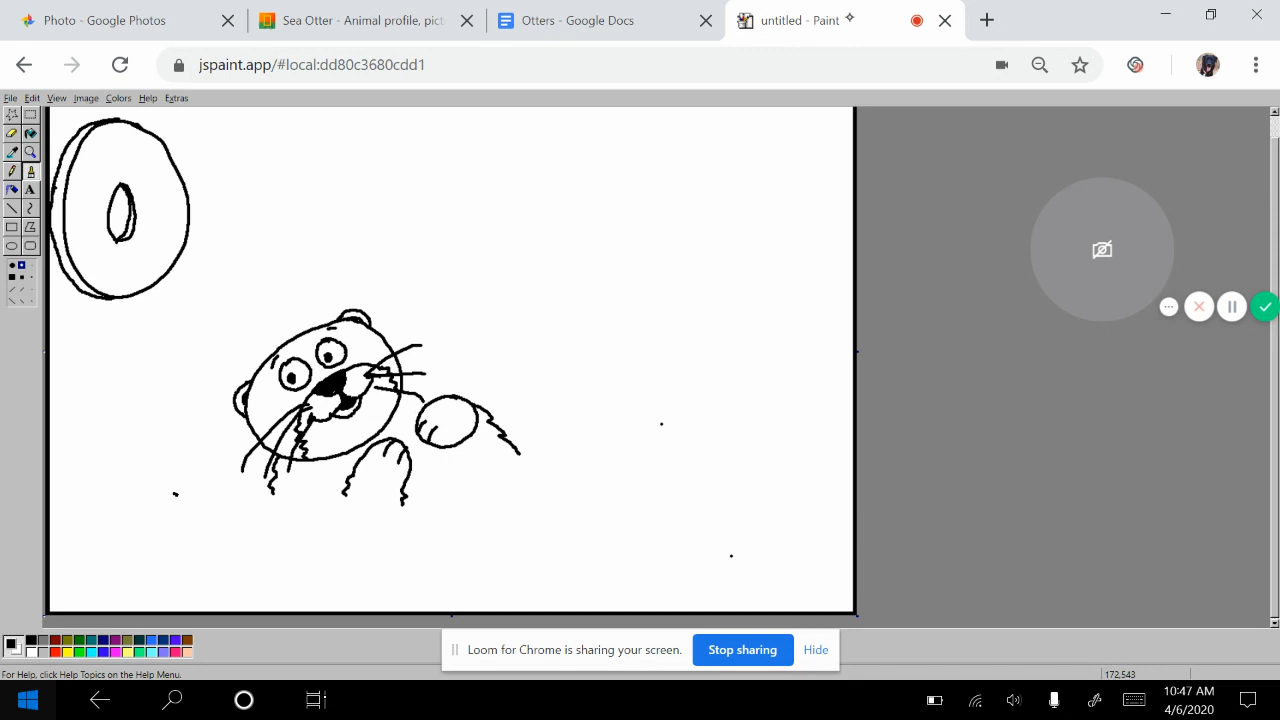 Photo - Google Photos
Sea Otter - Animal profile, pict
Otters - Google Docs
untitled - Paint
jspaint.app/#local:dd80c3680cdd1
File Edit View Image Colors Help Extras
A
Loom for Chrome is sharing your screen. Stop sharing Hide
For Help, click Help Topics on the Help Menu.
172,543
10:47 AM
4/6/2020